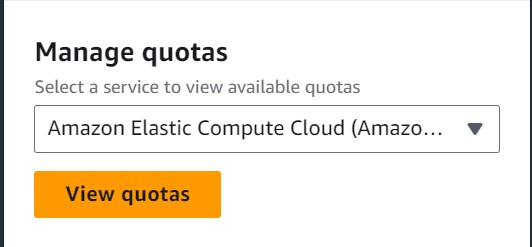 Manage quotas
Select a service to view available quotas
Amazon Elastic Compute Cloud (Amazo...
View quotas